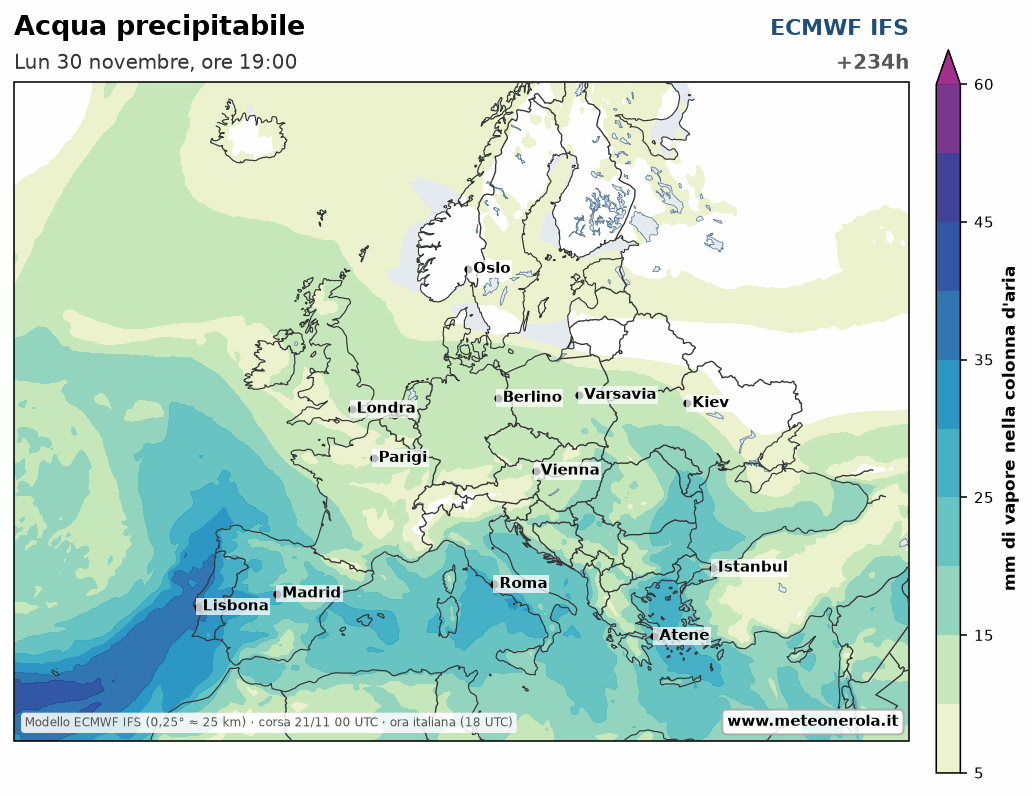 Acqua precipitabile
ECMWF IFS
Lun 30 novembre, ore 19:00
+234h
60
45
35
25
15
5
mm di vapore nella colonna d'aria
Oslo
Londra
Berlino
Varsavia
Kiev
Parigi
Vienna
Istanbul
Roma
Madrid
Lisbona
Atene
Modello ECMWF IFS (0,25° ≈ 25 km) · corsa 21/11 00 UTC · ora italiana (18 UTC)
www.meteonerola.it